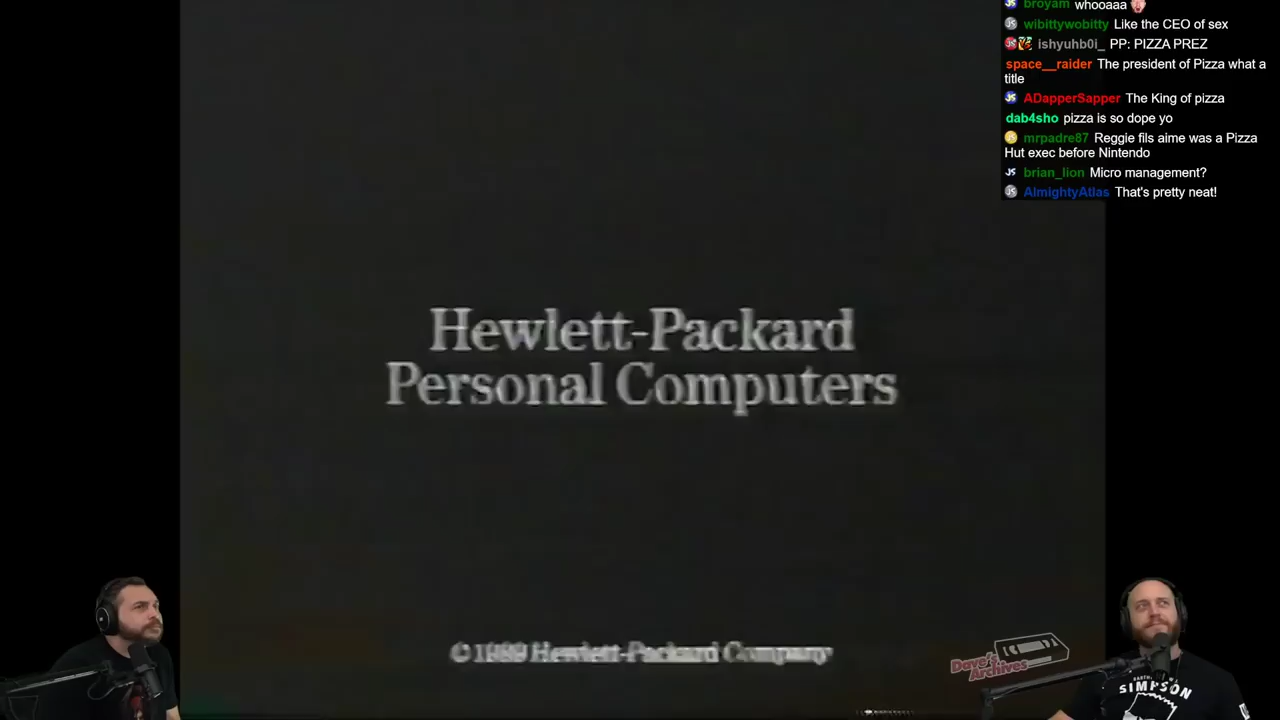 broyam whooaaa
wibittywobitty Like the CEO of sex
ishyuhb0i_ PP: PIZZA PREZ
space__raider The president of Pizza what a
title
ADapperSapper The King of pizza
dab4sho pizza is so dope yo
mrpadre87 Reggie fils aime was a Pizza
Hut exec before Nintendo
brian_lion Micro management?
AlmightyAtlas That's pretty neat!
Hewlett-Packard
Personal Computers
© 1989 Hewlett-Packard Company
Dave's
Archives
SIMPSON